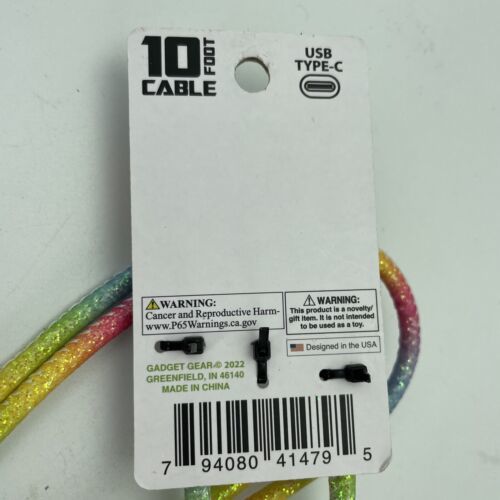 10 FOOT
CABLE
USB
TYPE-C
WARNING:
Cancer and Reproductive Harm-
www.P65Warnings.ca.gov
WARNING:
This product is a novelty/
gift item. It is not intended
to be used as a toy.
Designed in the USA
GADGET GEAR© 2022
GREENFIELD, IN 46140
MADE IN CHINA
7 94080 41479 5